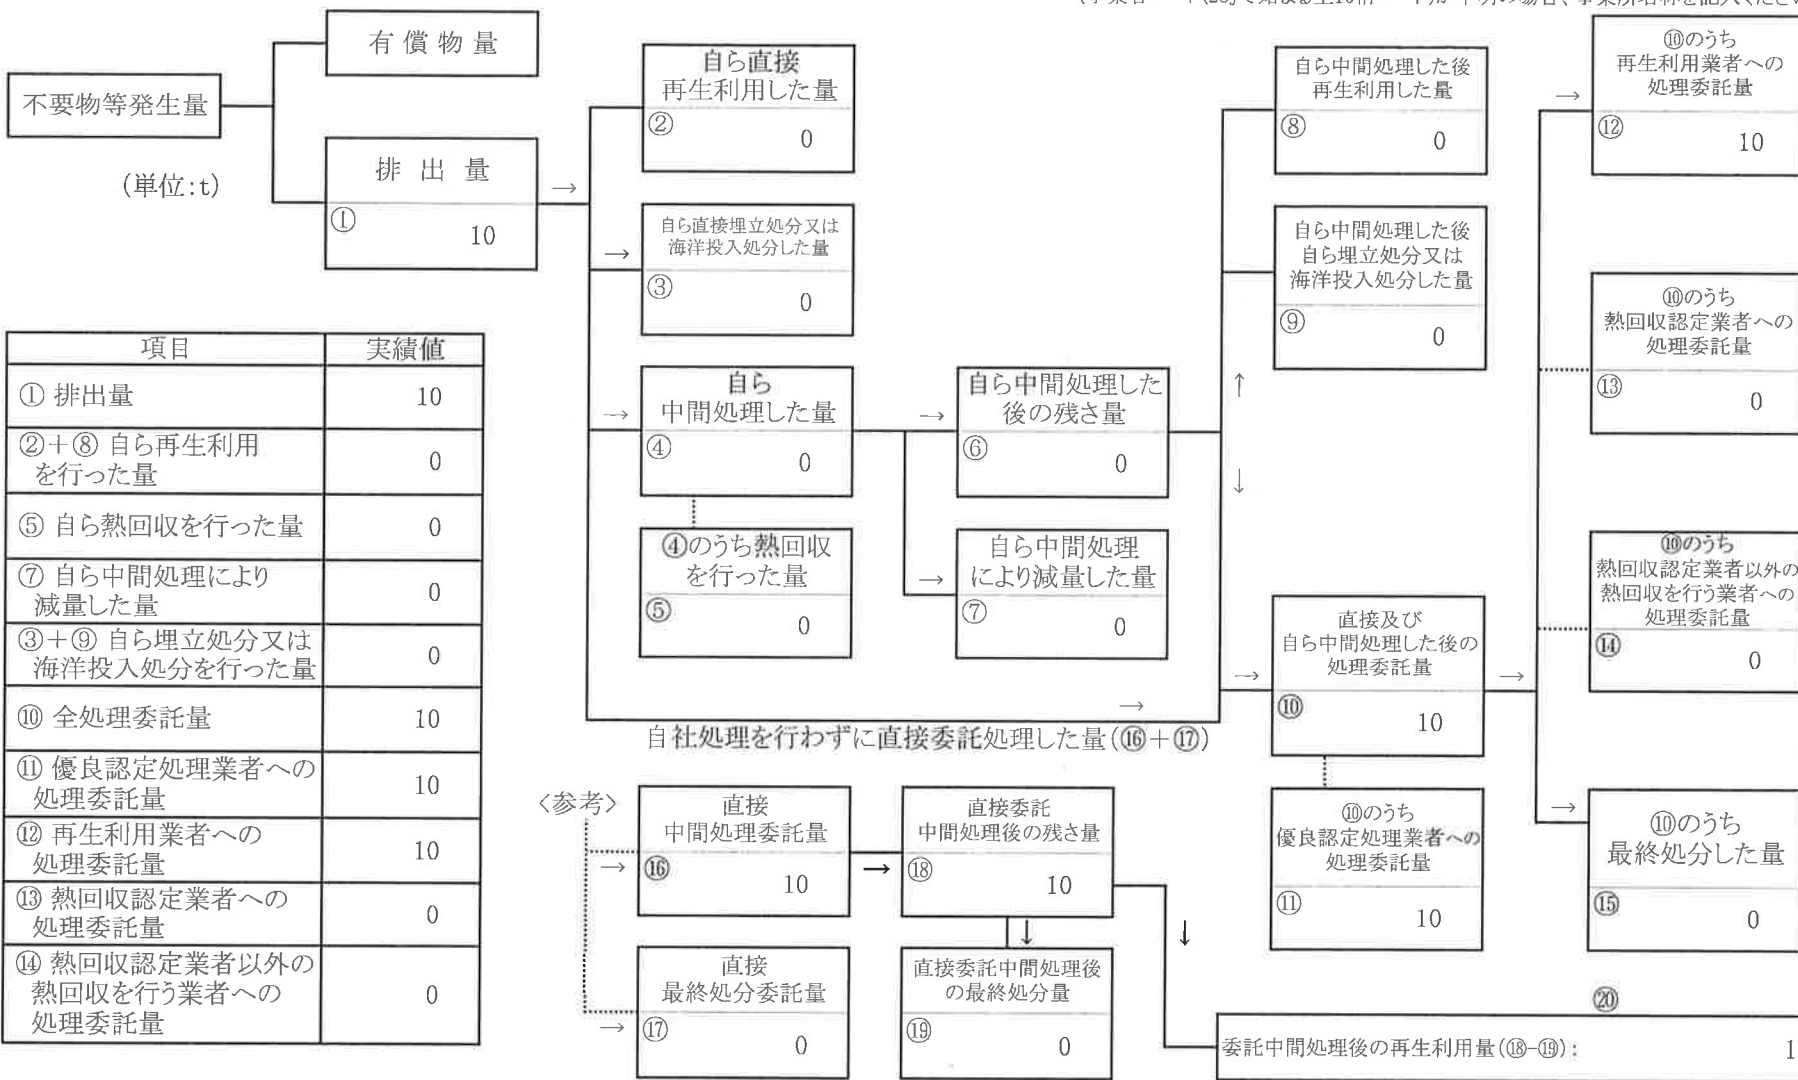 有 償 物 量
不要物等発生量
(単位:t)
排 出 量
①
10
自ら直接
再生利用した量
②
0
自ら直接埋立処分又は
海洋投入処分した量
③
0
自ら
中間処理した量
④
0
④のうち熱回収
を行った量
⑤
0
自ら中間処理した
後の残さ量
⑥
0
自ら中間処理
により減量した量
⑦
0
自ら中間処理した後
再生利用した量
⑧
0
自ら中間処理した後
自ら埋立処分又は
海洋投入処分した量
⑨
0
直接及び
自ら中間処理した後の
処理委託量
⑩
10
⑩のうち
優良認定処理業者への
処理委託量
⑪
10
⑩のうち
再生利用業者への
処理委託量
⑫
10
⑩のうち
熱回収認定業者への
処理委託量
⑬
0
⑩のうち
熱回収認定業者以外の
熱回収を行う業者への
処理委託量
⑭
0
⑩のうち
最終処分した量
⑮
0
自社処理を行わずに直接委託処理した量(⑯+⑰)
〈参考〉
直接
中間処理委託量
⑯
10
直接
最終処分委託量
⑰
0
直接委託
中間処理後の残さ量
⑱
10
直接委託中間処理後
の最終処分量
⑲
0
⑳
委託中間処理後の再生利用量(⑱-⑲):
1
項目 実績値
① 排出量 10
②+⑧ 自ら再生利用
を行った量 0
⑤ 自ら熱回収を行った量 0
⑦ 自ら中間処理により
減量した量 0
③+⑨ 自ら埋立処分又は
海洋投入処分を行った量 0
⑩ 全処理委託量 10
⑪ 優良認定処理業者への
処理委託量 10
⑫ 再生利用業者への
処理委託量 10
⑬ 熱回収認定業者への
処理委託量 0
⑭ 熱回収認定業者以外の
熱回収を行う業者への
処理委託量 0